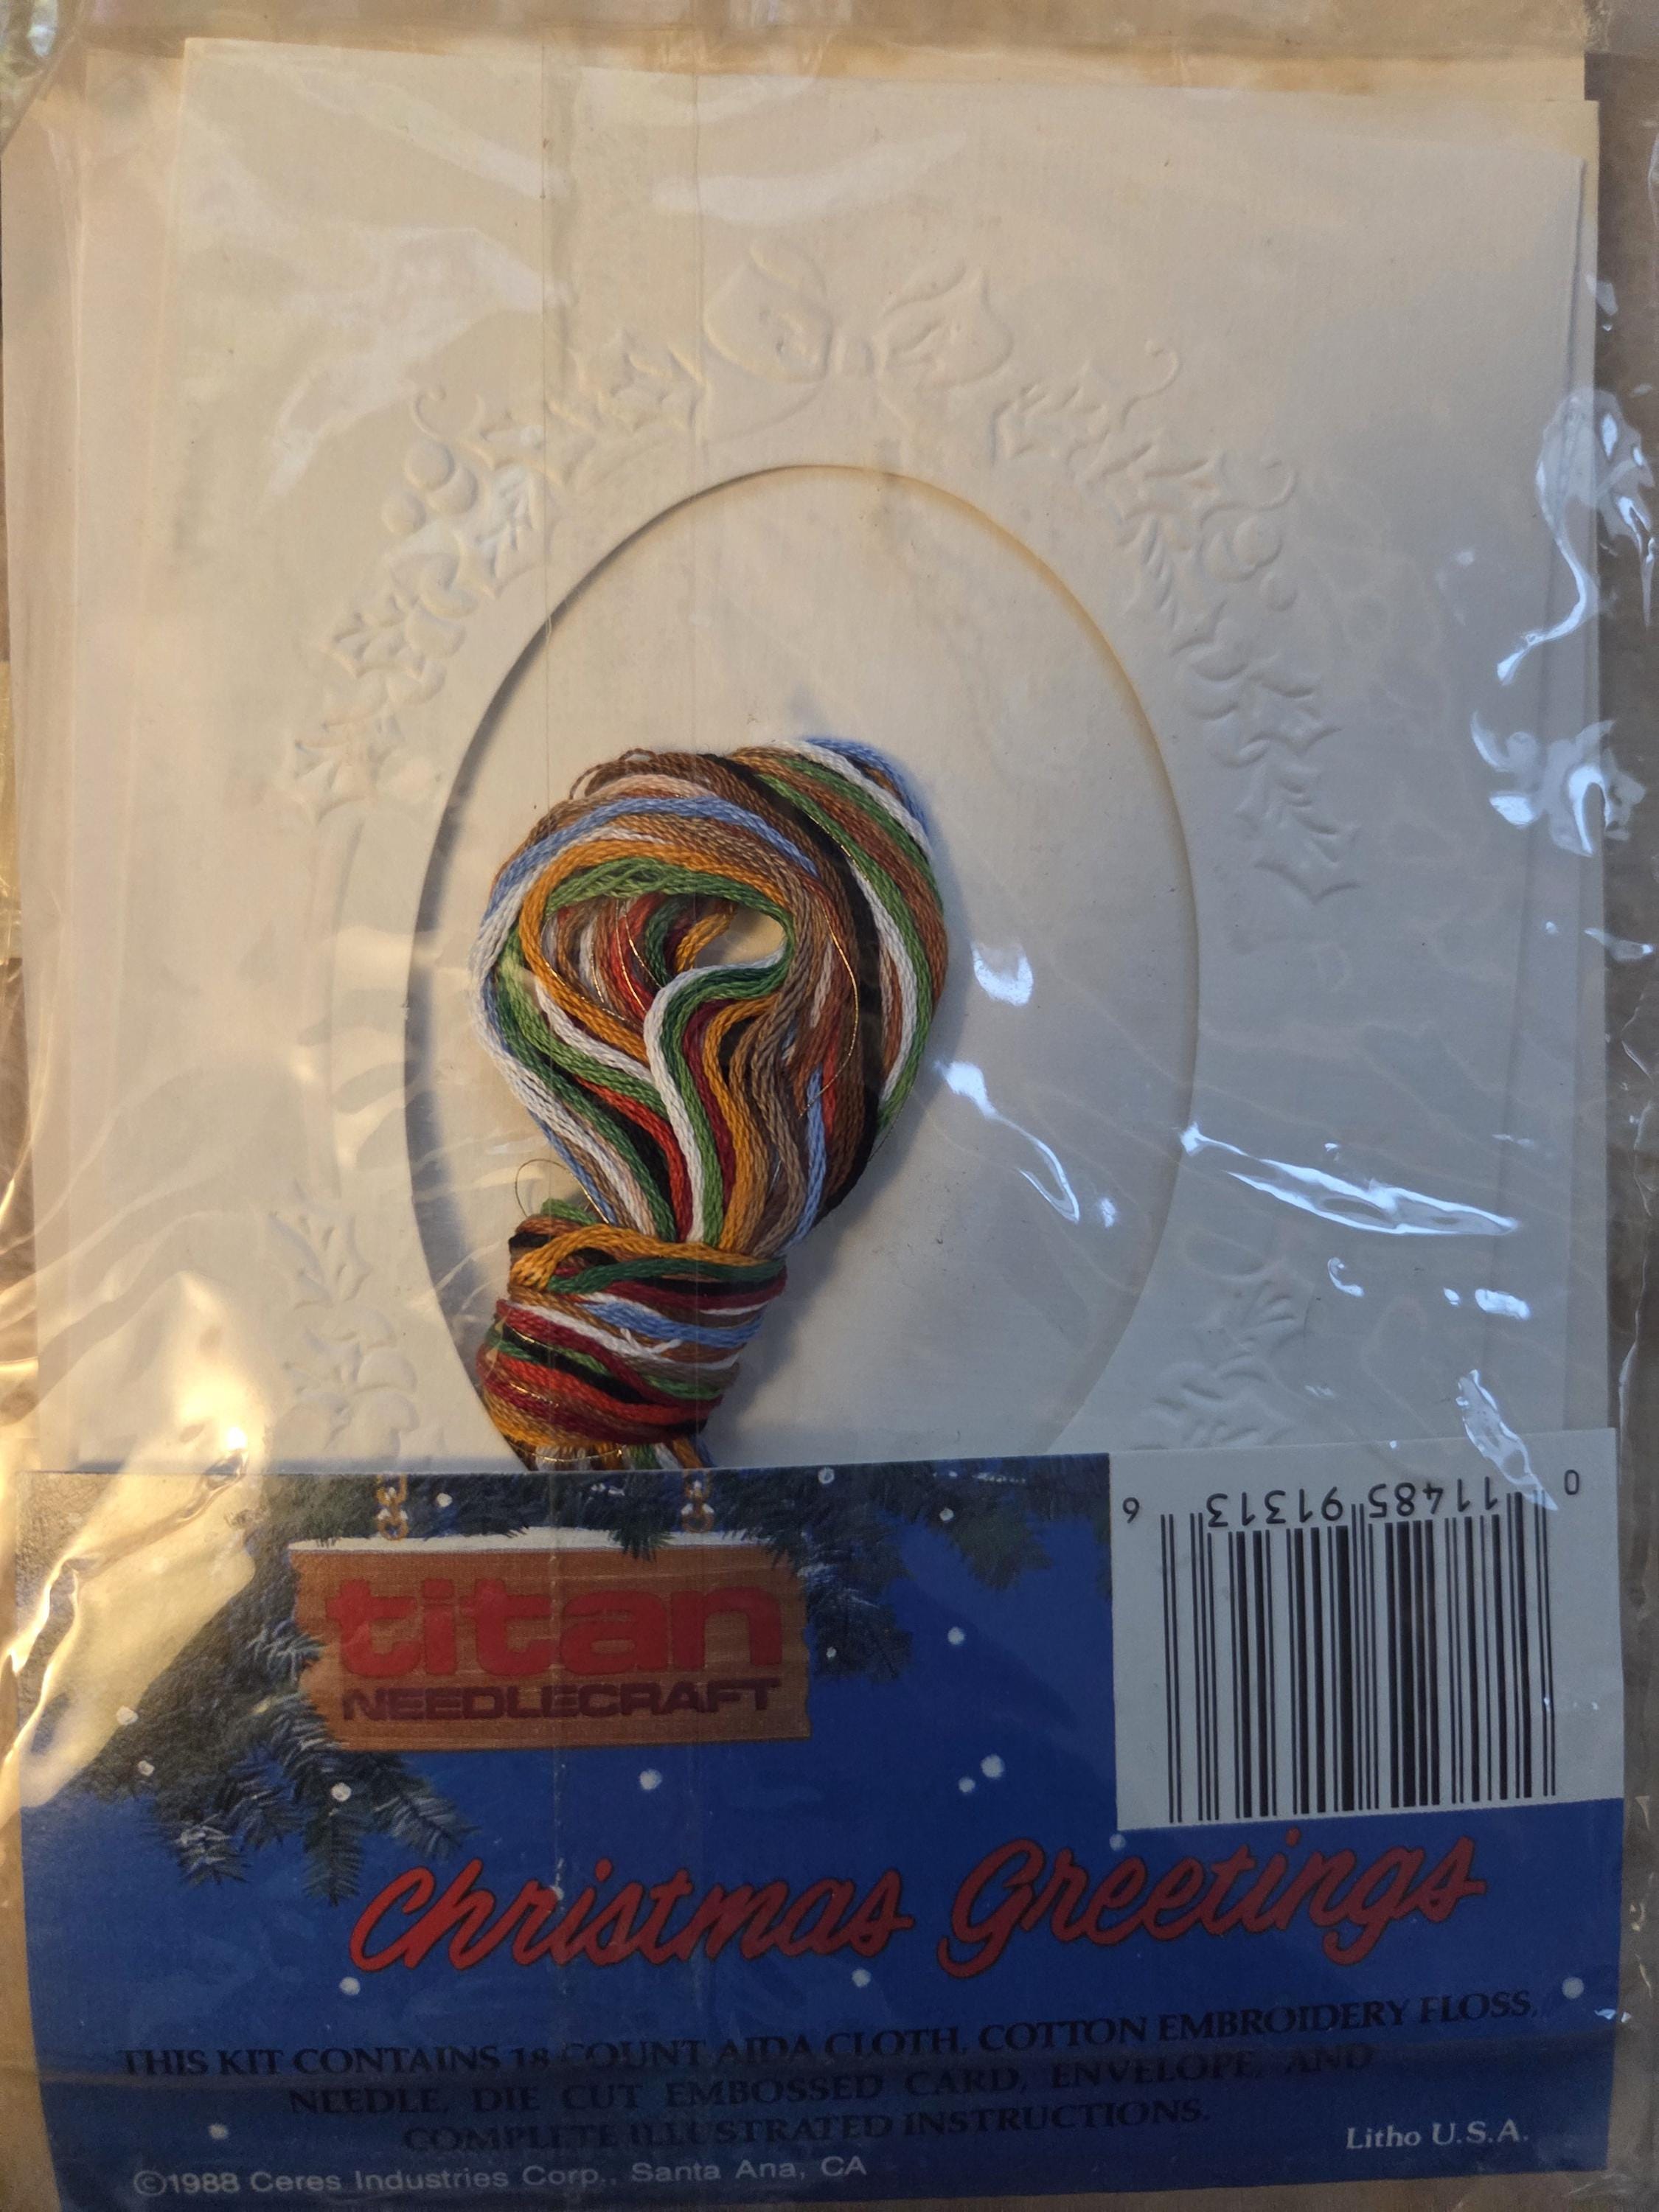 0 11485 91313 6
titan
NEEDLECRAFT
Christmas Greetings
THIS KIT CONTAINS 18 COUNT AIDA CLOTH, COTTON EMBROIDERY FLOSS,
NEEDLE, DIE CUT EMBOSSED CARD, ENVELOPE, AND
COMPLETE ILLUSTRATED INSTRUCTIONS.
Litho U.S.A.
©1988 Ceres Industries Corp., Santa Ana, CA